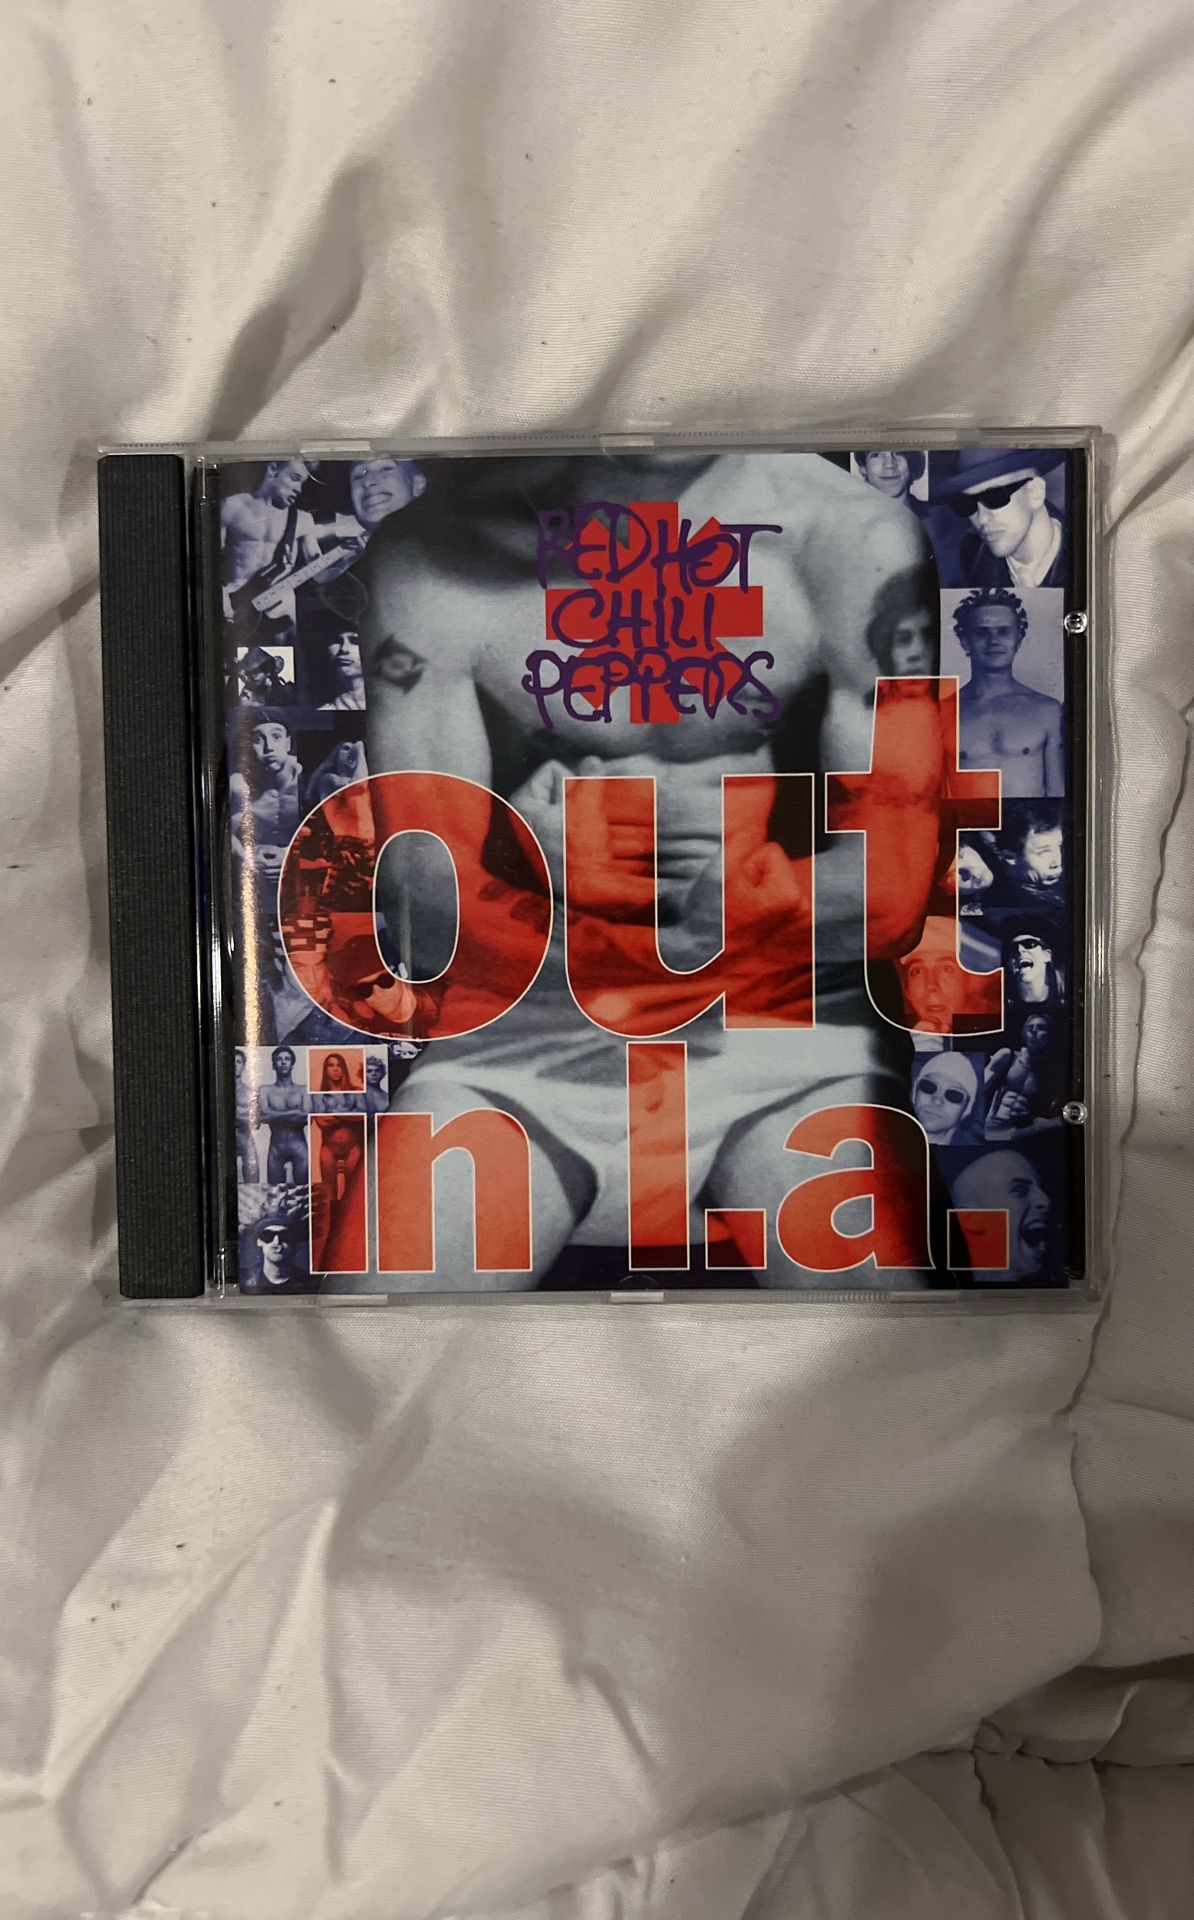 RED HOT
CHILI
PEPPERS
out
in l.a.